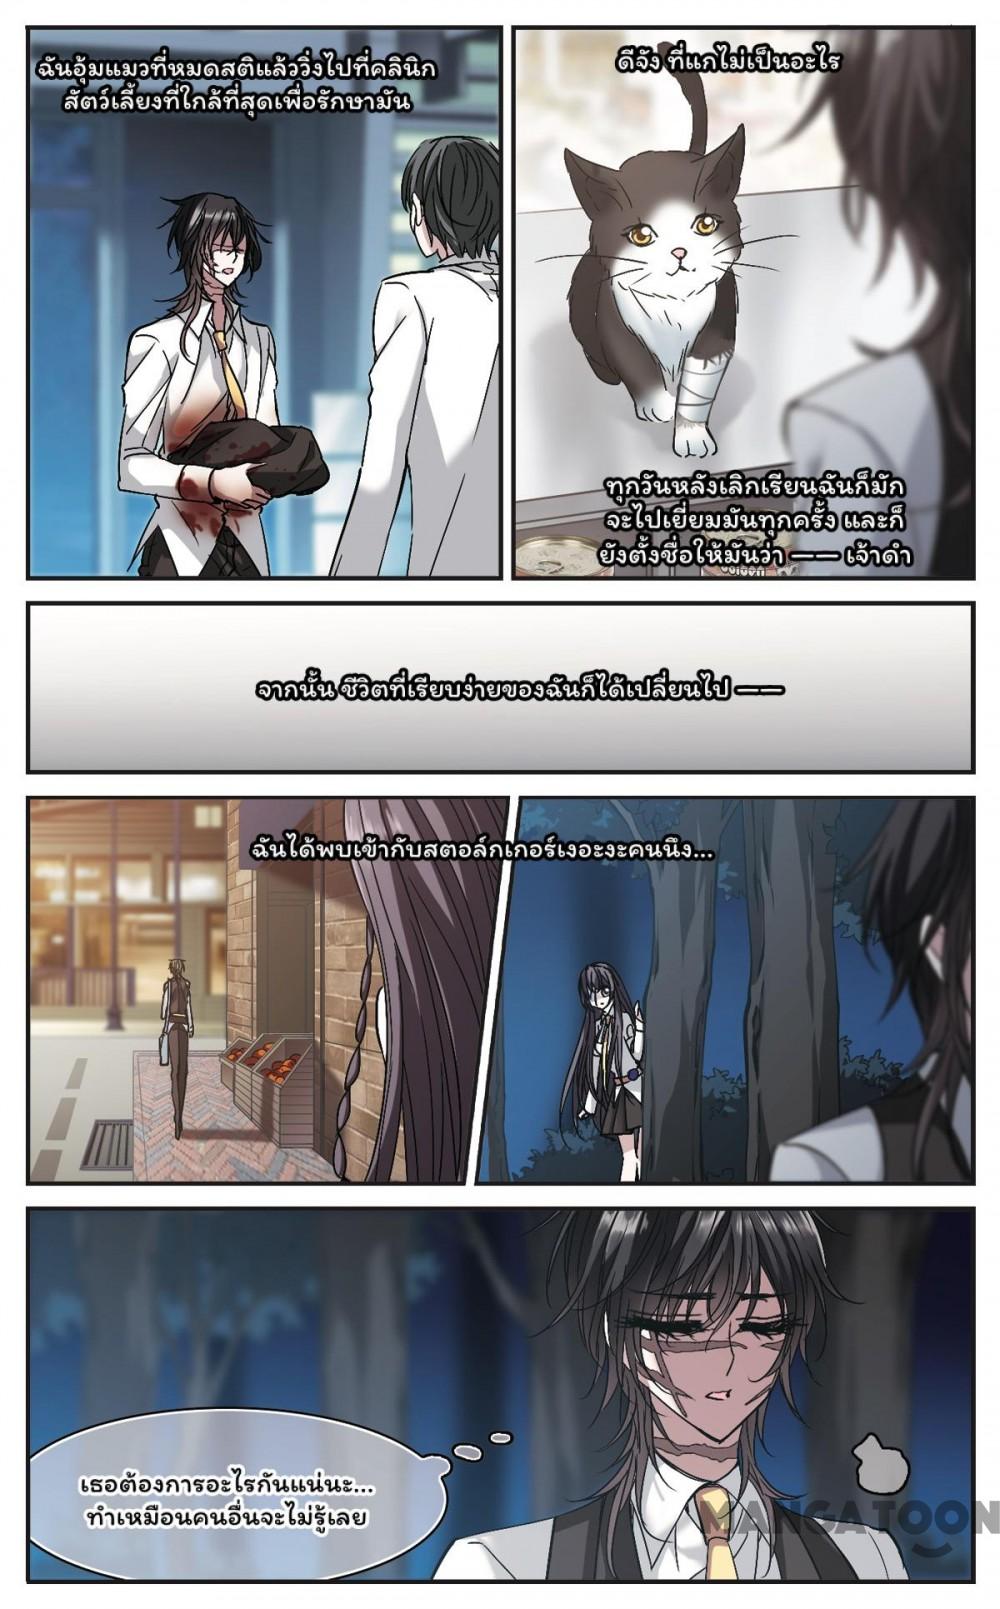 ฉันอุ้มแมวที่หมดสติแล้ววิ่งไปที่คลินิก
สัตว์เลี้ยงที่ใกล้ที่สุดเพื่อรักษามัน
ดีจัง ที่แกไม่เป็นอะไร
ทุกวันหลังเลิกเรียนฉันก็มัก
จะไปเยี่ยมมันทุกครั้ง และก็
ยังตั้งชื่อให้มันว่า —— เจ้าดำ
จากนั้น ชีวิตที่เรียบง่ายของฉันก็ได้เปลี่ยนไป ——
ฉันได้พบเข้ากับสตอล์กเกอร์เงอะงะคนนึง...
เธอต้องการอะไรกันแน่นะ...
ทำเหมือนคนอื่นจะไม่รู้เลย
MANGATOON